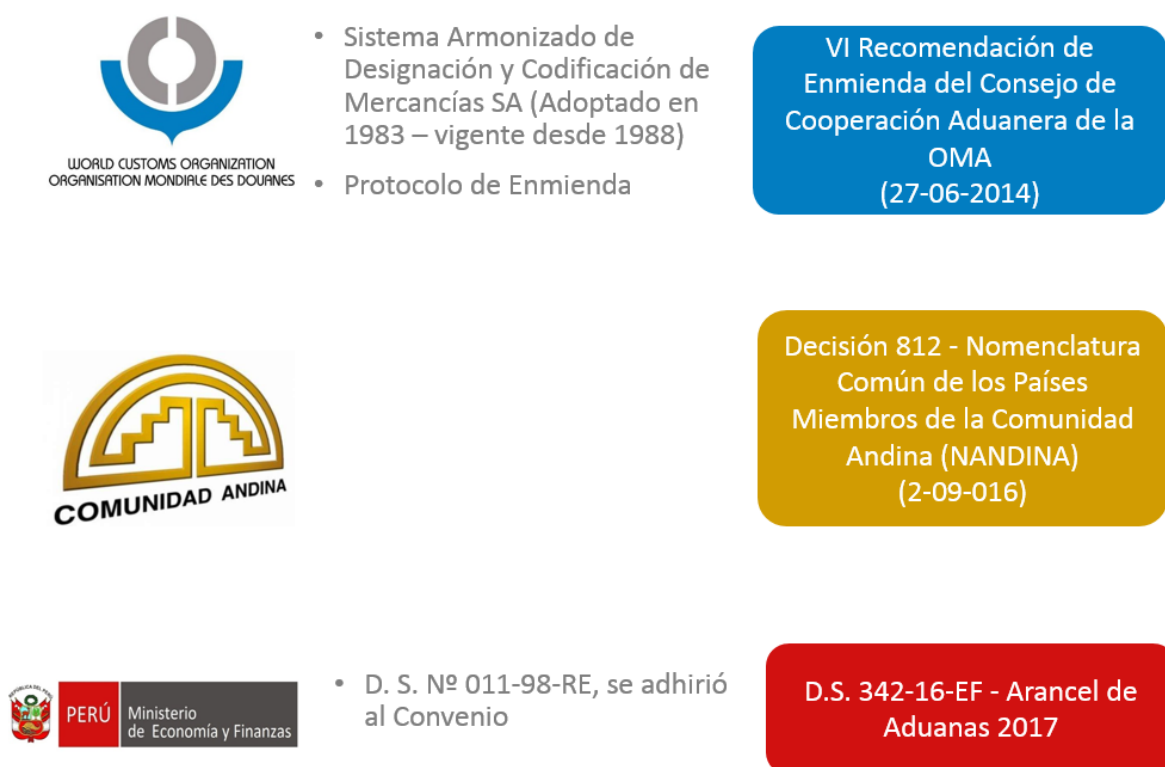 WORLD CUSTOMS ORGANIZATION
ORGANISATION MONDIALE DES DOUANES
• Sistema Armonizado de
Designación y Codificación de
Mercancías SA (Adoptado en
1983 – vigente desde 1988)
• Protocolo de Enmienda
VI Recomendación de
Enmienda del Consejo de
Cooperación Aduanera de la
OMA
(27-06-2014)
COMUNIDAD ANDINA
Decisión 812 - Nomenclatura
Común de los Países
Miembros de la Comunidad
Andina (NANDINA)
(2-09-016)
REPÚBLICA DEL PERÚ
PERÚ
Ministerio
de Economía y Finanzas
• D. S. Nº 011-98-RE, se adhirió
al Convenio
D.S. 342-16-EF - Arancel de
Aduanas 2017